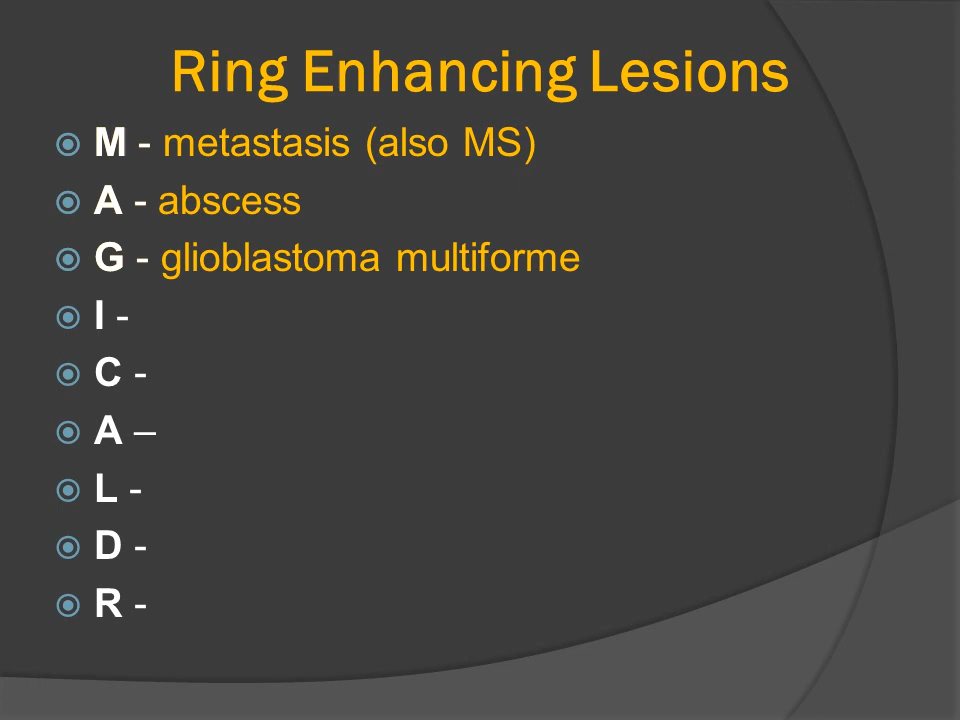 Ring Enhancing Lesions
M - metastasis (also MS)
A - abscess
G - glioblastoma multiforme
I -
C -
A –
L -
D -
R -